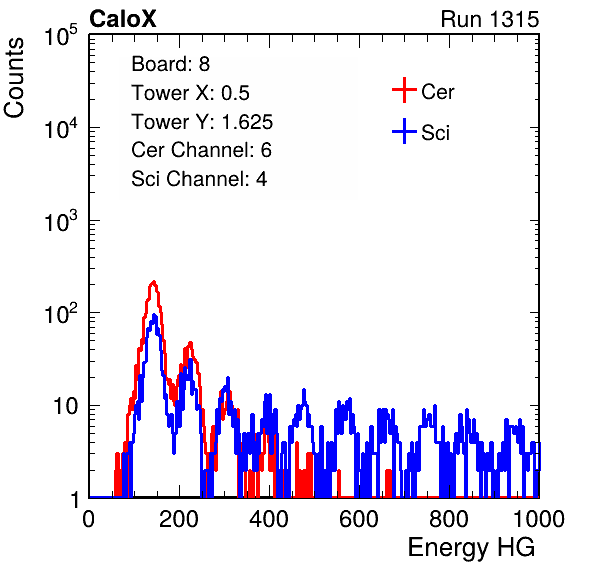 CaloX Run 1315
Counts
10^5
10^4
10^3
10^2
10
1
Board: 8
Tower X: 0.5
Tower Y: 1.625
Cer Channel: 6
Sci Channel: 4
Cer
Sci
0 200 400 600 800 1000
Energy HG